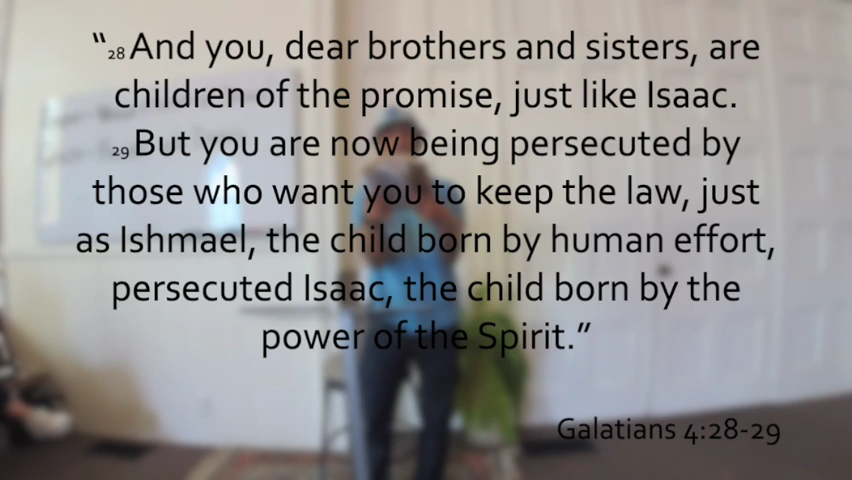 “28 And you, dear brothers and sisters, are
children of the promise, just like Isaac.
29 But you are now being persecuted by
those who want you to keep the law, just
as Ishmael, the child born by human effort,
persecuted Isaac, the child born by the
power of the Spirit.”
Galatians 4:28-29